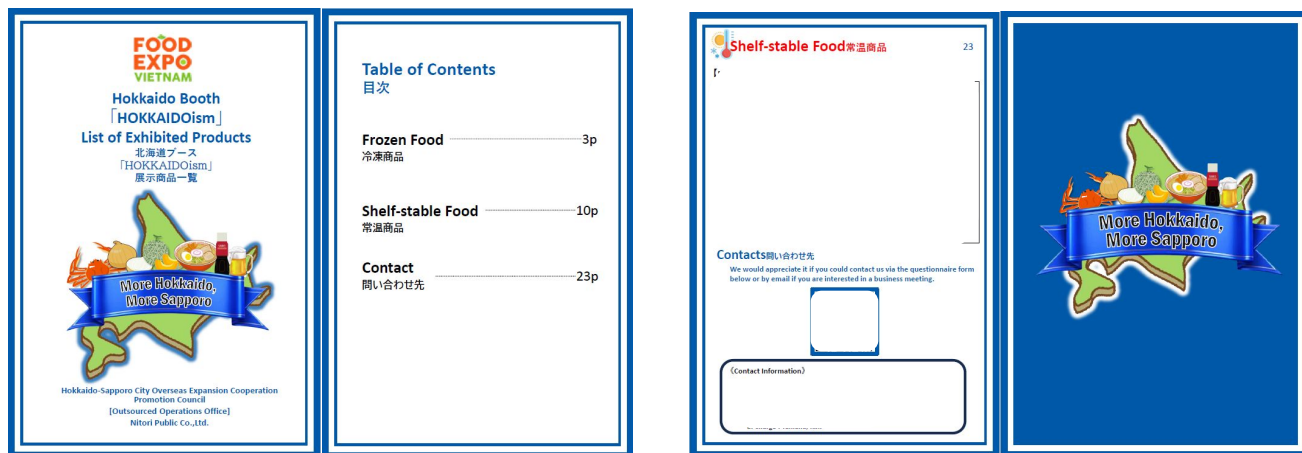 FOOD
EXPO
VIETNAM
Hokkaido Booth
「HOKKAIDOism」
List of Exhibited Products
北海道ブース
「HOKKAIDOism」
展示商品一覧
More Hokkaido,
More Sapporo
Hokkaido-Sapporo City Overseas Expansion Cooperation
Promotion Council
[Outsourced Operations Office]
Nitori Public Co.,Ltd.
Table of Contents
目次
Frozen Food 3p
冷凍商品
Shelf-stable Food 10p
常温商品
Contact 23p
問い合わせ先
Shelf-stable Food常温商品 23
Contacts問い合わせ先
We would appreciate it if you could contact us via the questionnaire form
below or by email if you are interested in a business meeting.
(Contact Information)
More Hokkaido,
More Sapporo